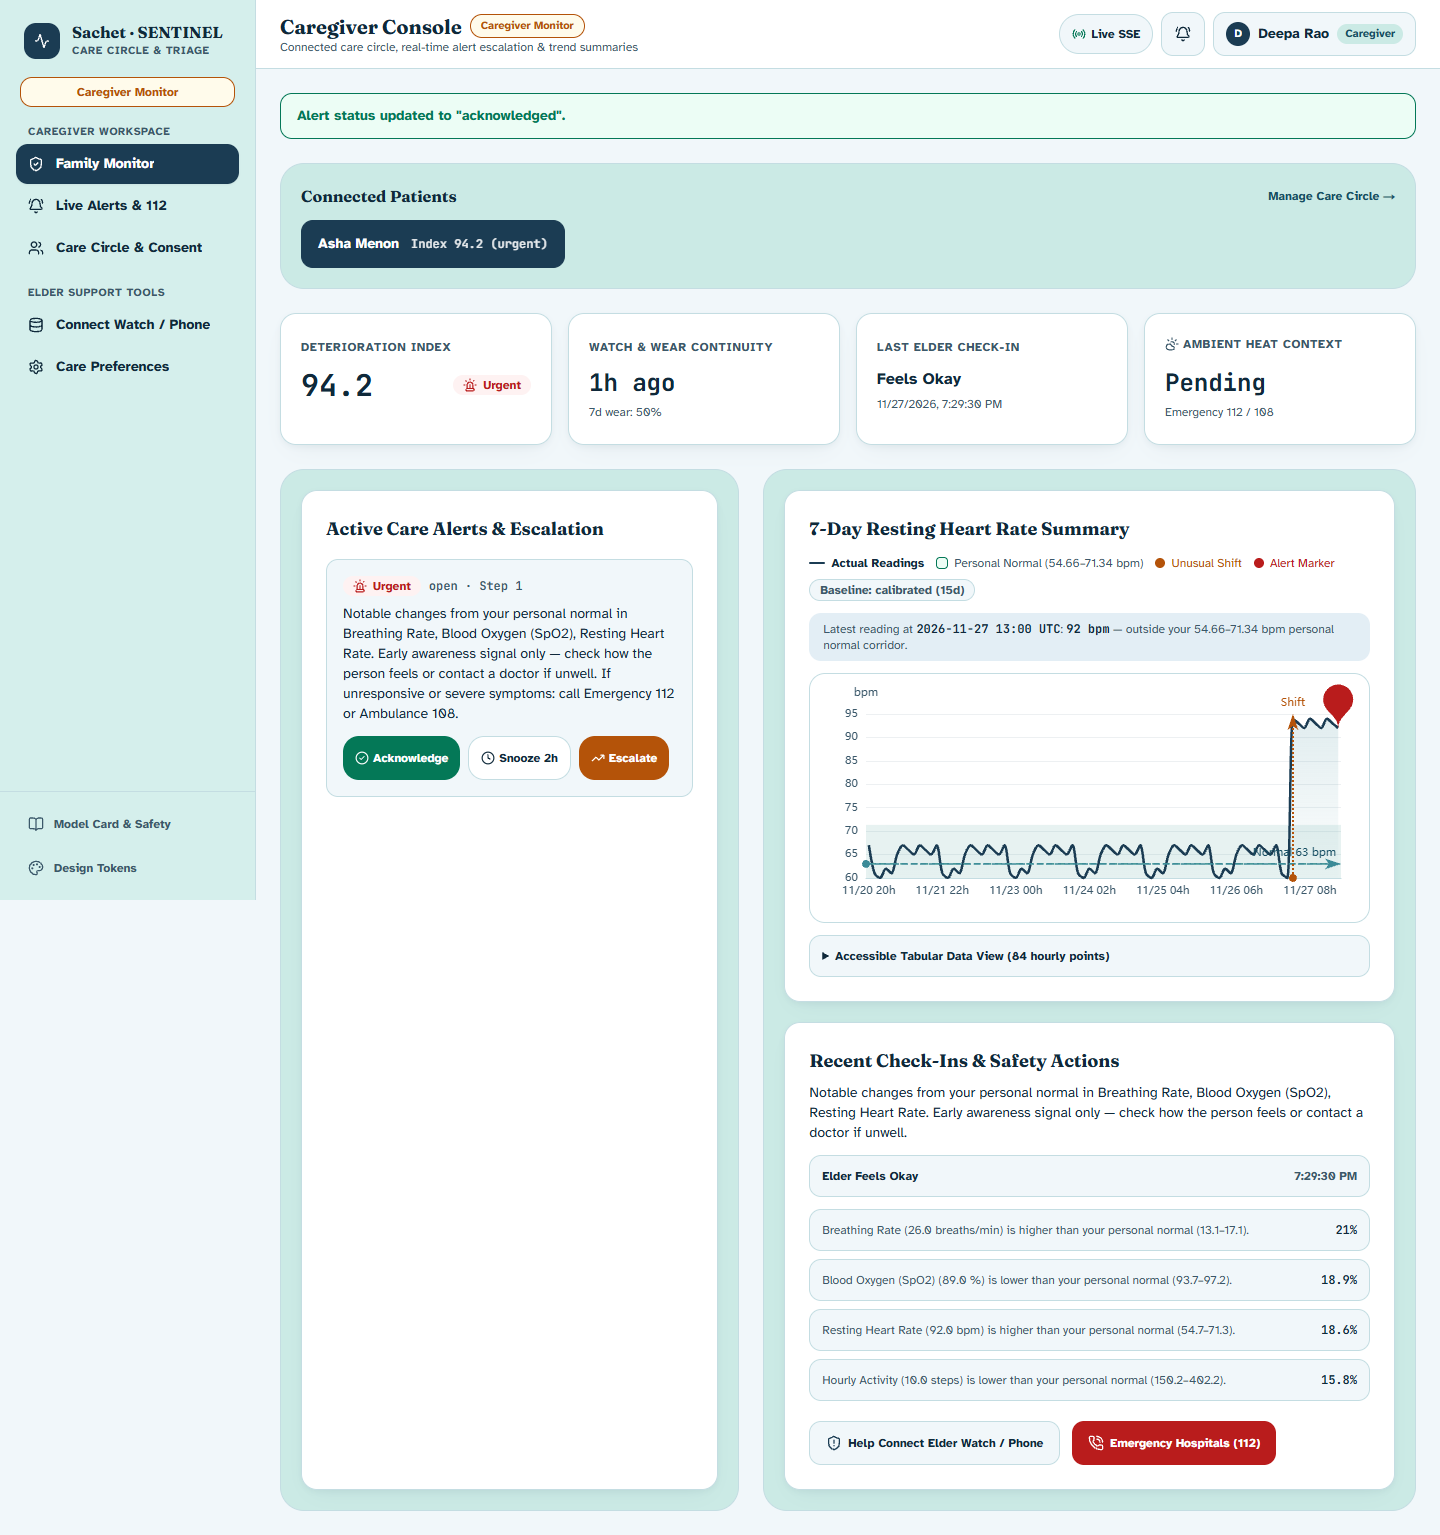 Sachet · SENTINEL
CARE CIRCLE & TRIAGE
Caregiver Monitor
CAREGIVER WORKSPACE
Family Monitor
Live Alerts & 112
Care Circle & Consent
ELDER SUPPORT TOOLS
Connect Watch / Phone
Care Preferences
Model Card & Safety
Design Tokens
Caregiver Console
Caregiver Monitor
Connected care circle, real-time alert escalation & trend summaries
Live SSE
D
Deepa Rao
Caregiver
Alert status updated to "acknowledged".
Connected Patients
Manage Care Circle →
Asha Menon Index 94.2 (urgent)
DETERIORATION INDEX
94.2
Urgent
WATCH & WEAR CONTINUITY
1h ago
7d wear: 50%
LAST ELDER CHECK-IN
Feels Okay
11/27/2026, 7:29:30 PM
AMBIENT HEAT CONTEXT
Pending
Emergency 112 / 108
Active Care Alerts & Escalation
Urgent open · Step 1
Notable changes from your personal normal in
Breathing Rate, Blood Oxygen (SpO2), Resting Heart
Rate. Early awareness signal only — check how the
person feels or contact a doctor if unwell. If
unresponsive or severe symptoms: call Emergency 112
or Ambulance 108.
Acknowledge
Snooze 2h
Escalate
7-Day Resting Heart Rate Summary
Actual Readings
Personal Normal (54.66–71.34 bpm)
Unusual Shift
Alert Marker
Baseline: calibrated (15d)
Latest reading at 2026-11-27 13:00 UTC: 92 bpm — outside your 54.66–71.34 bpm personal
normal corridor.
bpm
95
90
85
80
75
70
65
60
Shift
Normal 63 bpm
11/20 20h
11/21 22h
11/23 00h
11/24 02h
11/25 04h
11/26 06h
11/27 08h
Accessible Tabular Data View (84 hourly points)
Recent Check-Ins & Safety Actions
Notable changes from your personal normal in Breathing Rate, Blood Oxygen (SpO2),
Resting Heart Rate. Early awareness signal only — check how the person feels or contact a
doctor if unwell.
Elder Feels Okay 7:29:30 PM
Breathing Rate (26.0 breaths/min) is higher than your personal normal (13.1–17.1). 21%
Blood Oxygen (SpO2) (89.0 %) is lower than your personal normal (93.7–97.2). 18.9%
Resting Heart Rate (92.0 bpm) is higher than your personal normal (54.7–71.3). 18.6%
Hourly Activity (10.0 steps) is lower than your personal normal (150.2–402.2). 15.8%
Help Connect Elder Watch / Phone
Emergency Hospitals (112)